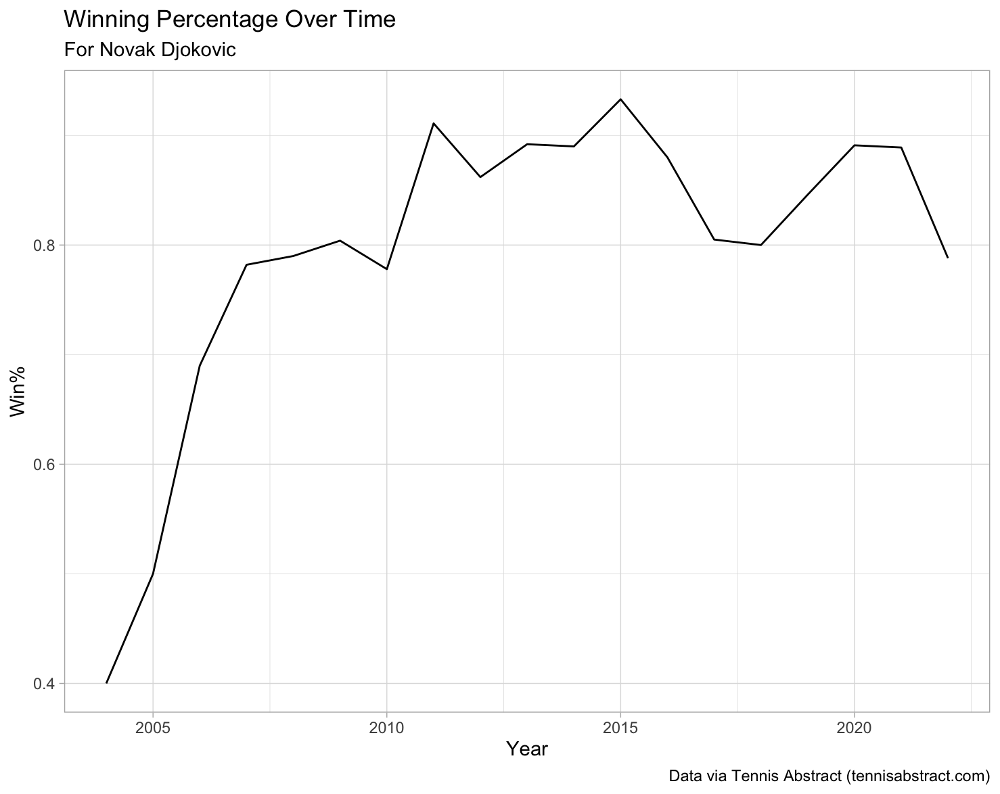 Winning Percentage Over Time
For Novak Djokovic
Win%
0.8
0.6
0.4
2005 2010 2015 2020
Year
Data via Tennis Abstract (tennisabstract.com)